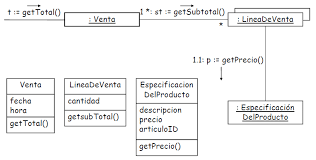 t := getTotal()
: Venta
1 *: st := getSubtotal()
*
: LineaDeVenta
1.1: p := getPrecio()
: Especificación
DelProducto
Venta
fecha
hora
getTotal()
LineaDeVenta
cantidad
getsubTotal()
Especificacion
DelProducto
descripcion
precio
articuloID
getPrecio()